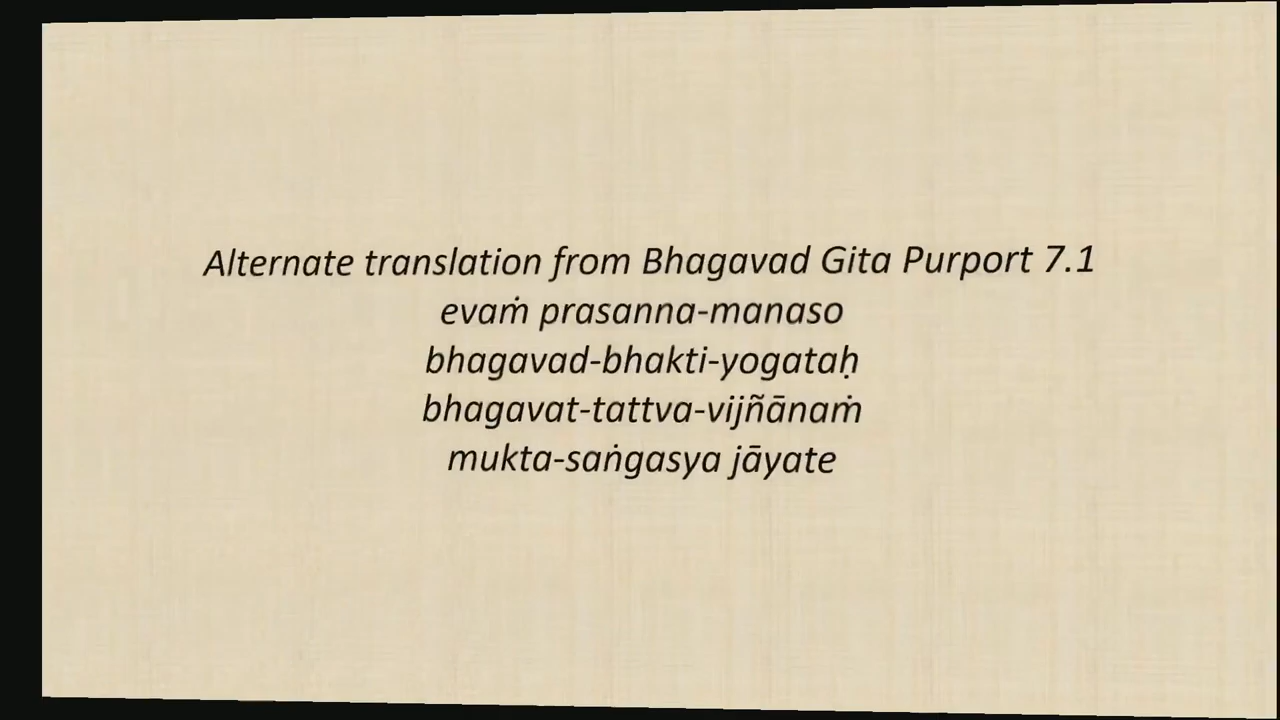 Alternate translation from Bhagavad Gita Purport 7.1
evaṁ prasanna-manaso
bhagavad-bhakti-yogataḥ
bhagavat-tattva-vijñānaṁ
mukta-saṅgasya jāyate